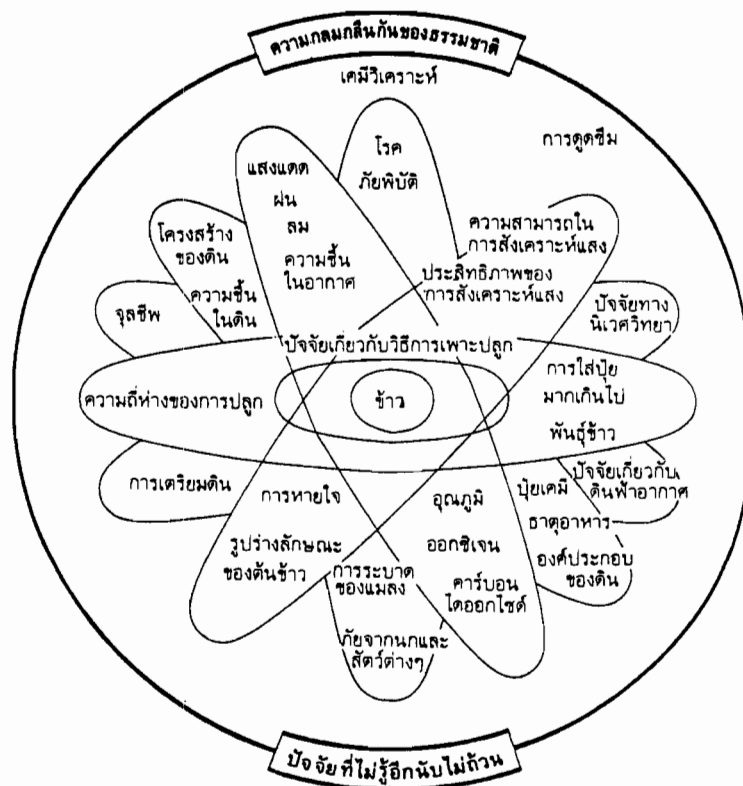 ความกลมกลืนกันของธรรมชาติ
เคมีวิเคราะห์
การดูดซึม
โรค
ภัยพิบัติ
แสงแดด
ฝน
ลม
ความชื้น
ในอากาศ
ความสามารถใน
การสังเคราะห์แสง
ประสิทธิภาพของ
การสังเคราะห์แสง
โครงสร้าง
ของดิน
ความชื้น
ในดิน
จุลชีพ
ปัจจัยทาง
นิเวศวิทยา
ปัจจัยเกี่ยวกับวิธีการเพาะปลูก
ความถี่ห่างของการปลูก
ข้าว
การใส่ปุ๋ย
มากเกินไป
พันธุ์ข้าว
การเตรียมดิน
การหายใจ
รูปร่างลักษณะ
ของต้นข้าว
อุณภูมิ
ออกซิเจน
คาร์บอน
ไดออกไซด์
ปุ๋ยเคมี
ธาตุอาหาร
องค์ประกอบ
ของดิน
ปัจจัยเกี่ยวกับ
ดินฟ้าอากาศ
การระบาด
ของแมลง
ภัยจากนกและ
สัตว์ต่างๆ
ปัจจัยที่ไม่รู้อีกนับไม่ถ้วน